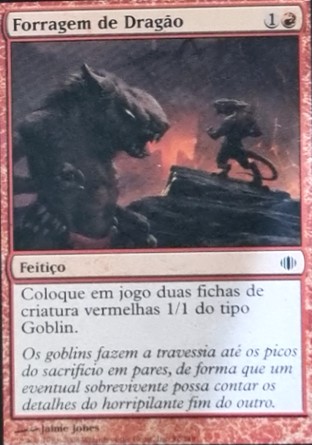 Forragem de Dragão 1
Feitiço
Coloque em jogo duas fichas de
criatura vermelhas 1/1 do tipo
Goblin.
Os goblins fazem a travessia até os picos
do sacrifício em pares, de forma que um
eventual sobrevivente possa contar os
detalhes do horripilante fim do outro.
Jaime Jones